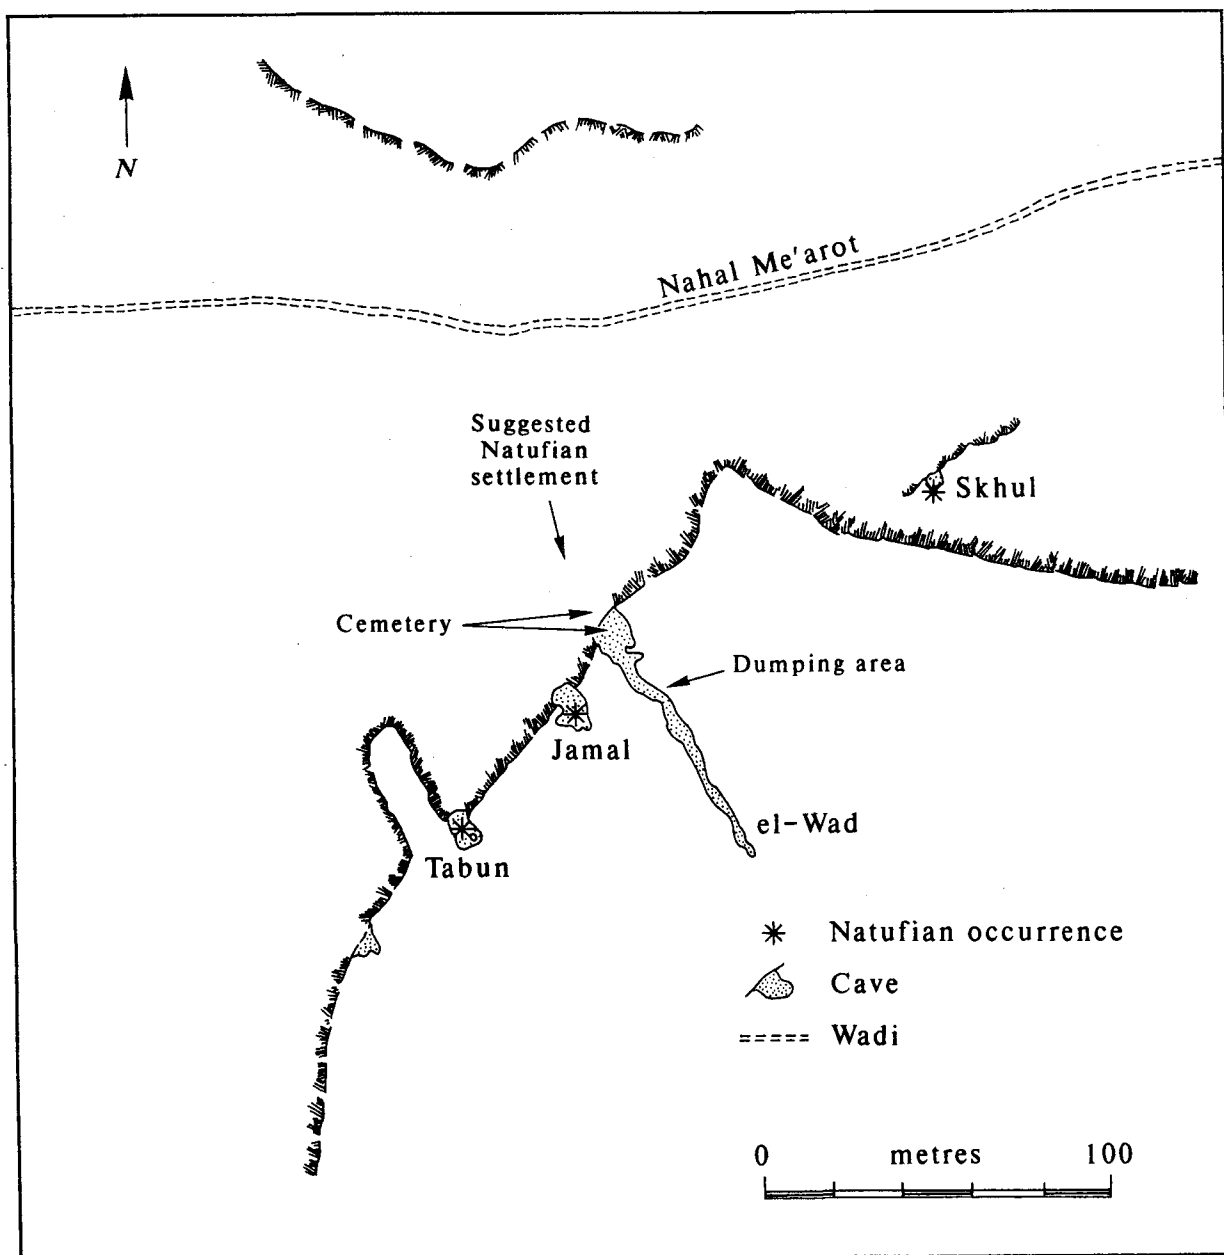 N
Nahal Me'arot
Suggested
Natufian
settlement
Skhul
Cemetery
Dumping area
Jamal
el-Wad
Tabun
Natufian occurrence
Cave
Wadi
0 metres 100